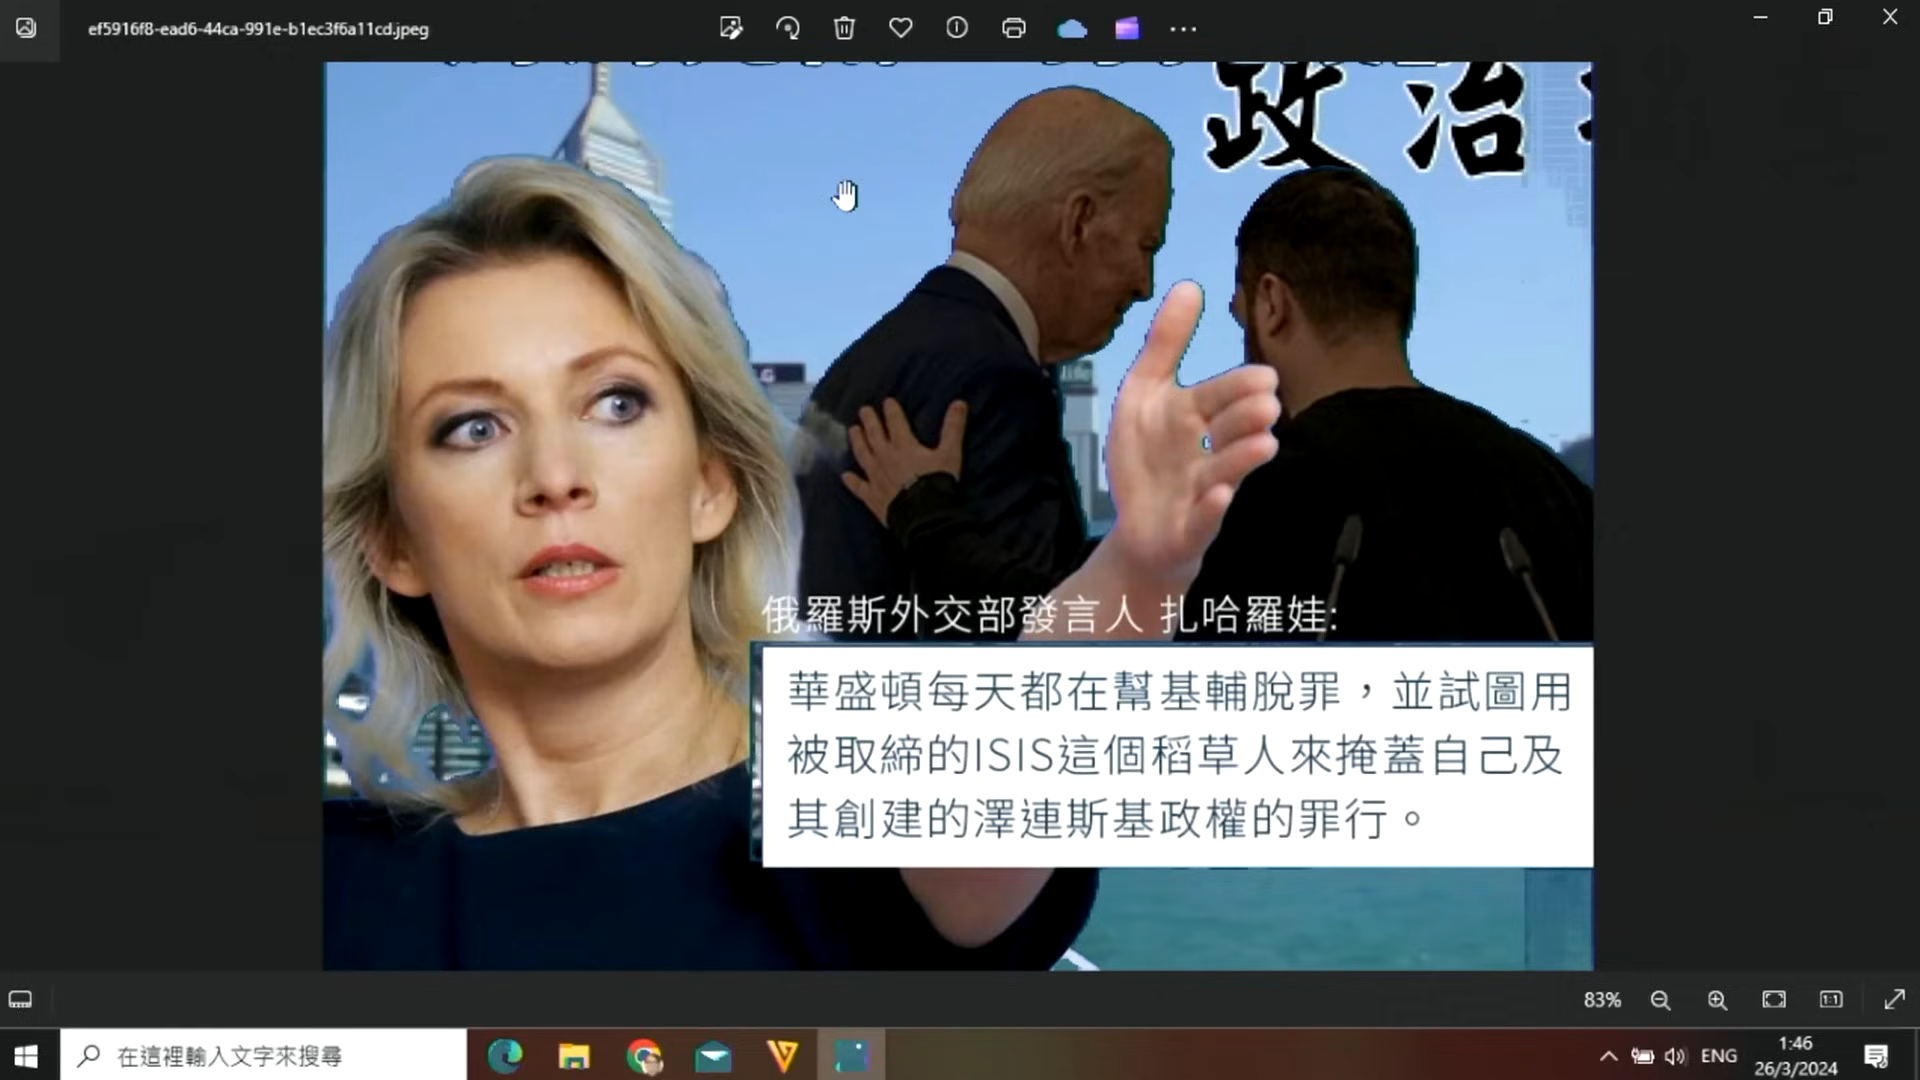 ef5916f8-ead6-44ca-991e-b1ec3f6a11cd.jpeg
政治
俄羅斯外交部發言人 扎哈羅娃:
華盛頓每天都在幫基輔脫罪，並試圖用
被取締的ISIS這個稻草人來掩蓋自己及
其創建的澤連斯基政權的罪行。
83%
在這裡輸入文字來搜尋
ENG
1:46
26/3/2024